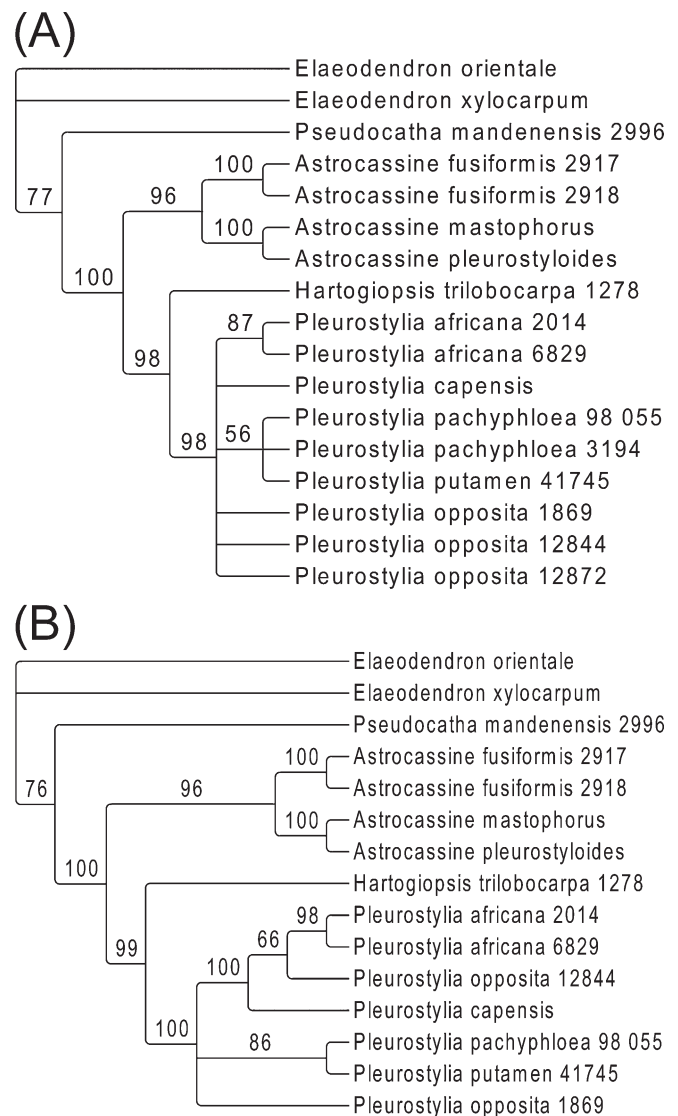 (A)
Elaeodendron orientale
Elaeodendron xylocarpum
Pseudocatha mandenensis 2996
100 Astrocassine fusiformis 2917
96 Astrocassine fusiformis 2918
77
100 Astrocassine mastophorus
Astrocassine pleurostyloides
100
Hartogiopsis trilobocarpa 1278
87 Pleurostylia africana 2014
98 Pleurostylia africana 6829
Pleurostylia capensis
Pleurostylia pachyphloea 98 055
98 56 Pleurostylia pachyphloea 3194
Pleurostylia putamen 41745
Pleurostylia opposita 1869
Pleurostylia opposita 12844
Pleurostylia opposita 12872
(B)
Elaeodendron orientale
Elaeodendron xylocarpum
Pseudocatha mandenensis 2996
100 Astrocassine fusiformis 2917
76 96 Astrocassine fusiformis 2918
100 Astrocassine mastophorus
Astrocassine pleurostyloides
100
Hartogiopsis trilobocarpa 1278
98 Pleurostylia africana 2014
99 66 Pleurostylia africana 6829
100 Pleurostylia opposita 12844
Pleurostylia capensis
100 86 Pleurostylia pachyphloea 98 055
Pleurostylia putamen 41745
Pleurostylia opposita 1869